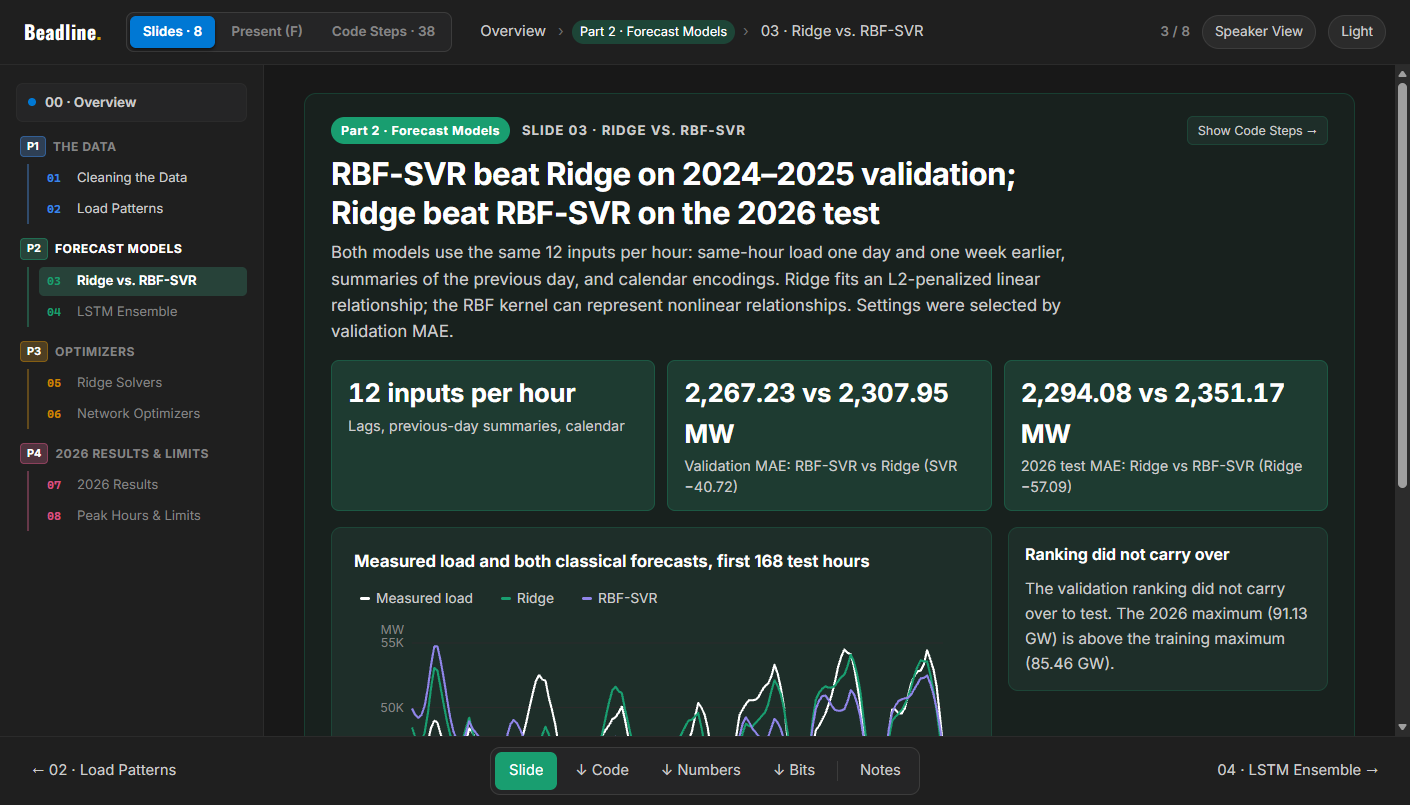 Beadline.
Slides · 8
Present (F)
Code Steps · 38
Overview › Part 2 · Forecast Models › 03 · Ridge vs. RBF-SVR
3 / 8
Speaker View
Light
00 · Overview
P1 THE DATA
01 Cleaning the Data
02 Load Patterns
P2 FORECAST MODELS
03 Ridge vs. RBF-SVR
04 LSTM Ensemble
P3 OPTIMIZERS
05 Ridge Solvers
06 Network Optimizers
P4 2026 RESULTS & LIMITS
07 2026 Results
08 Peak Hours & Limits
Part 2 · Forecast Models
SLIDE 03 · RIDGE VS. RBF-SVR
Show Code Steps →
RBF-SVR beat Ridge on 2024–2025 validation;
Ridge beat RBF-SVR on the 2026 test
Both models use the same 12 inputs per hour: same-hour load one day and one week earlier,
summaries of the previous day, and calendar encodings. Ridge fits an L2-penalized linear
relationship; the RBF kernel can represent nonlinear relationships. Settings were selected by
validation MAE.
12 inputs per hour
Lags, previous-day summaries, calendar
2,267.23 vs 2,307.95
MW
Validation MAE: RBF-SVR vs Ridge (SVR
−40.72)
2,294.08 vs 2,351.17
MW
2026 test MAE: Ridge vs RBF-SVR (Ridge
−57.09)
Measured load and both classical forecasts, first 168 test hours
Measured load
Ridge
RBF-SVR
MW
55K
50K
Ranking did not carry over
The validation ranking did not carry
over to test. The 2026 maximum (91.13
GW) is above the training maximum
(85.46 GW).
← 02 · Load Patterns
Slide
↓ Code
↓ Numbers
↓ Bits
Notes
04 · LSTM Ensemble →